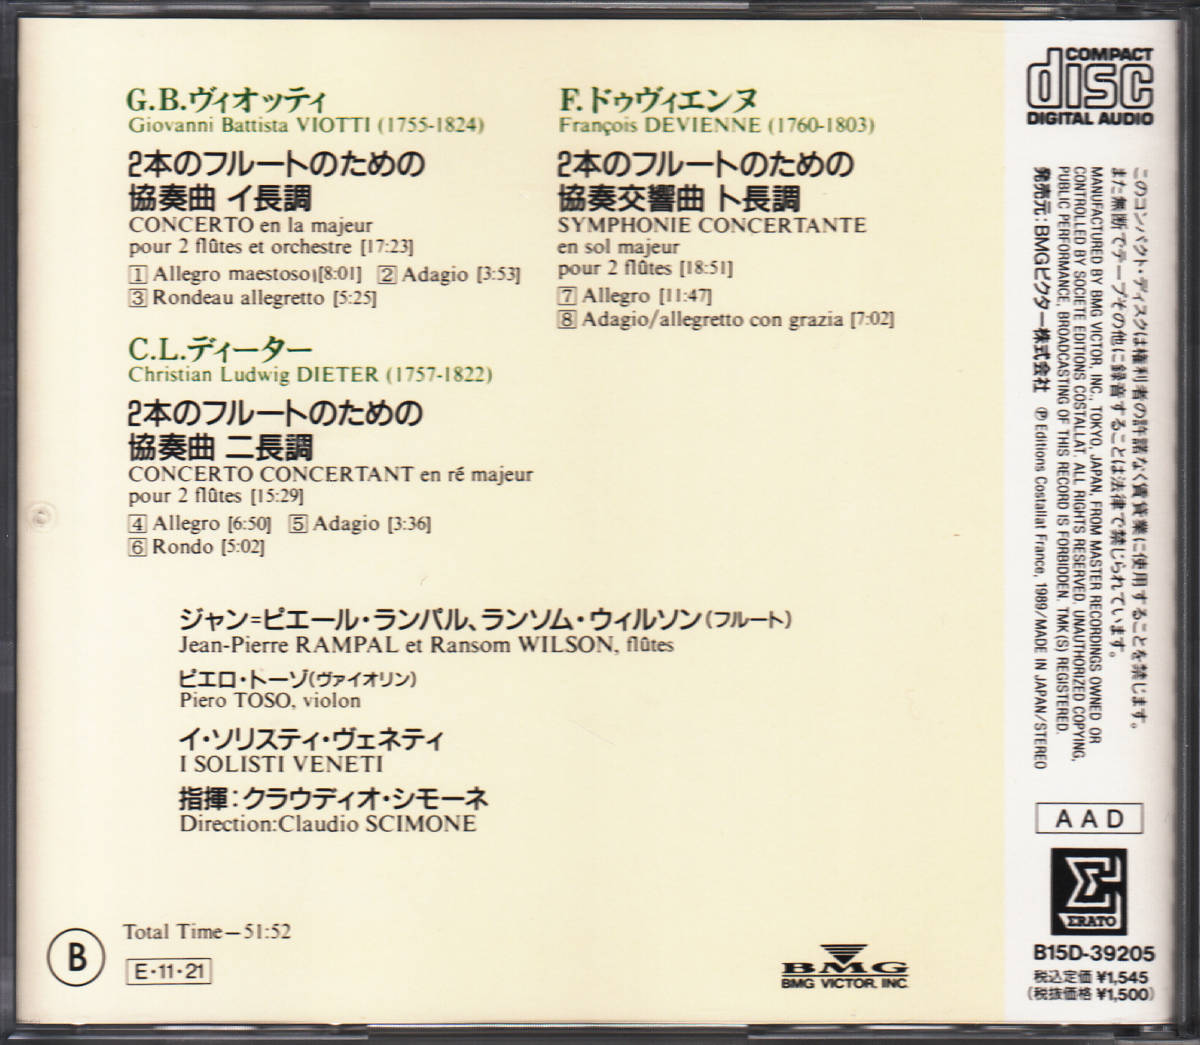 G.B.ヴィオッティ
Giovanni Battista VIOTTI (1755-1824)
2本のフルートのための
協奏曲 イ長調
CONCERTO en la majeur
pour 2 flûtes et orchestre [17:23]
1 Allegro maestoso [8:01] 2 Adagio [3:53]
3 Rondeau allegretto [5:25]
C.L.ディーター
Christian Ludwig DIETER (1757-1822)
2本のフルートのための
協奏曲 ニ長調
CONCERTO CONCERTANT en ré majeur
pour 2 flûtes [15:29]
4 Allegro [6:50] 5 Adagio [3:36]
6 Rondo [5:02]
F.ドゥヴィエンヌ
François DEVIENNE (1760-1803)
2本のフルートのための
協奏交響曲 ト長調
SYMPHONIE CONCERTANTE
en sol majeur
pour 2 flûtes [18:51]
7 Allegro [11:47]
8 Adagio/allegretto con grazia [7:02]
ジャン=ピエール・ランパル、ランソム・ウィルソン(フルート)
Jean-Pierre RAMPAL et Ransom WILSON, flûtes
ピエロ・トーゾ(ヴァイオリン)
Piero TOSO, violon
イ・ソリスティ・ヴェネティ
I SOLISTI VENETI
指揮:クラウディオ・シモーネ
Direction:Claudio SCIMONE
Total Time—51:52
B
E・11・21
BMG
BMG VICTOR, INC.
COMPACT
disc
DIGITAL AUDIO
このコンパクト・ディスクは権利者の許諾なく賃貸業に使用することを禁じます。
また無断でテープその他に録音することは法律で禁じられています。
MANUFACTURED BY BMG VICTOR, INC., TOKYO, JAPAN, FROM MASTER RECORDINGS OWNED OR
CONTROLLED BY SOCIETE EDITIONS COSTALLAT. ALL RIGHTS RESERVED. UNAUTHORIZED COPYING,
PUBLIC PERFORMANCE, BROADCASTING OF THIS RECORD IS FORBIDDEN. TMK(S) REGISTERED.
発売元:BMGビクター株式会社 Ⓟ Editions Costallat France, 1989/MADE IN JAPAN/STEREO
AAD
ERATO
B15D-39205
税込定価 ¥1,545
(税抜価格 ¥1,500)